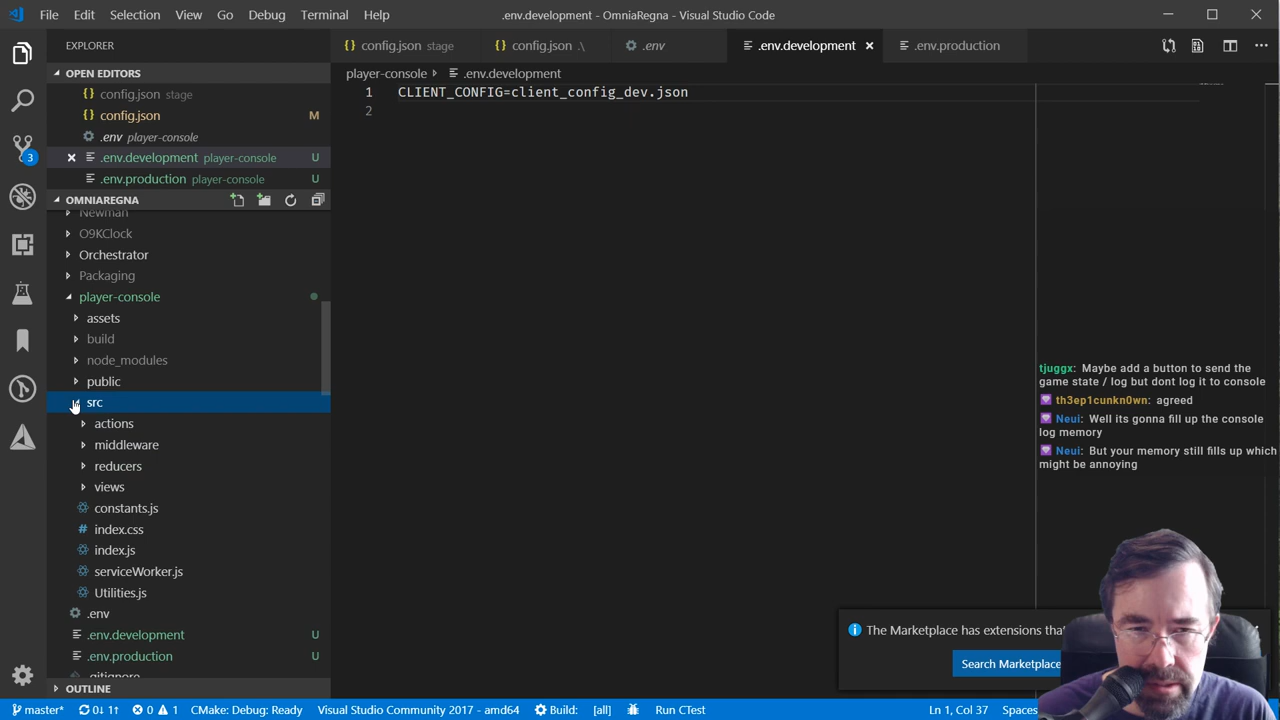 File Edit Selection View Go Debug Terminal Help
.env.development - OmniaRegna - Visual Studio Code
EXPLORER
OPEN EDITORS
config.json stage
config.json M
.env player-console
.env.development player-console U
.env.production player-console U
OMNIAREGNA
Newman
O9KClock
Orchestrator
Packaging
player-console
assets
build
node_modules
public
src
actions
middleware
reducers
views
constants.js
index.css
index.js
serviceWorker.js
Utilities.js
.env
.env.development U
.env.production U
.gitignore
OUTLINE
3
config.json stage
config.json .\
.env
.env.development
.env.production
player-console .env.development
1 CLIENT_CONFIG=client_config_dev.json
2
tjuggx: Maybe add a button to send the
game state / log but dont log it to console
th3ep1cunkn0wn: agreed
Neui: Well its gonna fill up the console
log memory
Neui: But your memory still fills up which
might be annoying
The Marketplace has extensions
Search Marketplace
master* 0↓ 1↑ 0 1 CMake: Debug: Ready Visual Studio Community 2017 - amd64 Build: [all] Run CTest Ln 1, Col 37 Spaces